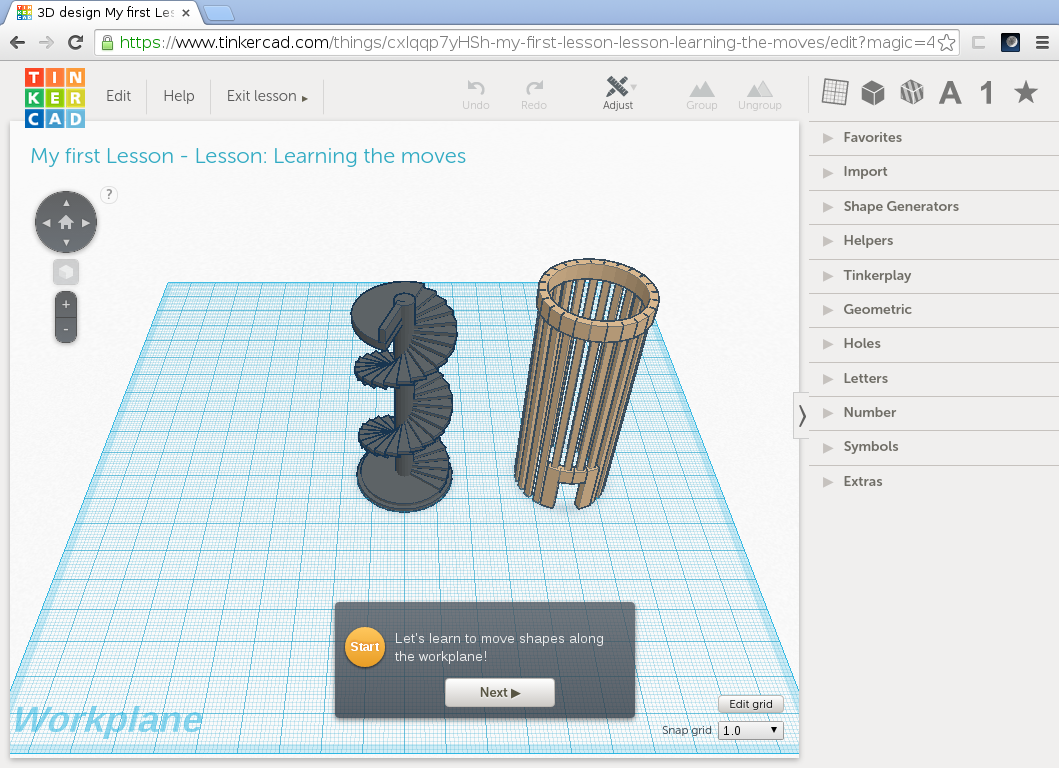 3D design My first Les
https://www.tinkercad.com/things/cxIqqp7yHSh-my-first-lesson-lesson-learning-the-moves/edit?magic=4
TIN
KER
CAD
Edit
Help
Exit lesson ▸
Undo
Redo
Adjust
Group
Ungroup
A
1
My first Lesson - Lesson: Learning the moves
?
+
-
Favorites
Import
Shape Generators
Helpers
Tinkerplay
Geometric
Holes
Letters
Number
Symbols
Extras
Start
Let's learn to move shapes along
the workplane!
Next ▶
Workplane
Edit grid
Snap grid 1.0